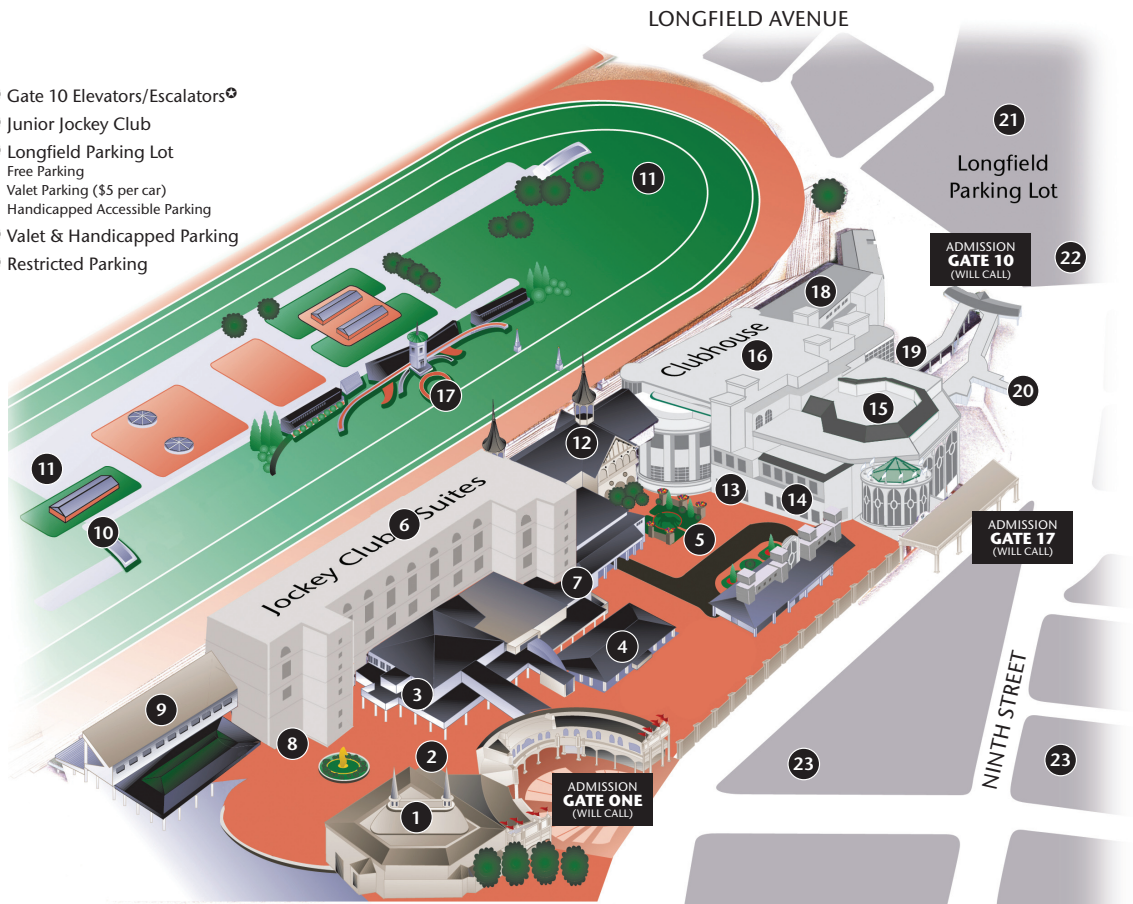 LONGFIELD AVENUE
Gate 10 Elevators/Escalators✪
Junior Jockey Club
Longfield Parking Lot
Free Parking
Valet Parking ($5 per car)
Handicapped Accessible Parking
Valet & Handicapped Parking
Restricted Parking
21
Longfield
Parking Lot
11
ADMISSION
GATE 10
(WILL CALL)
22
18
Clubhouse
16
19
20
17
15
12
11
13
14
10
6
Jockey Club Suites
5
ADMISSION
GATE 17
(WILL CALL)
7
4
3
9
8
2
NINTH STREET
23
23
ADMISSION
GATE ONE
(WILL CALL)
1